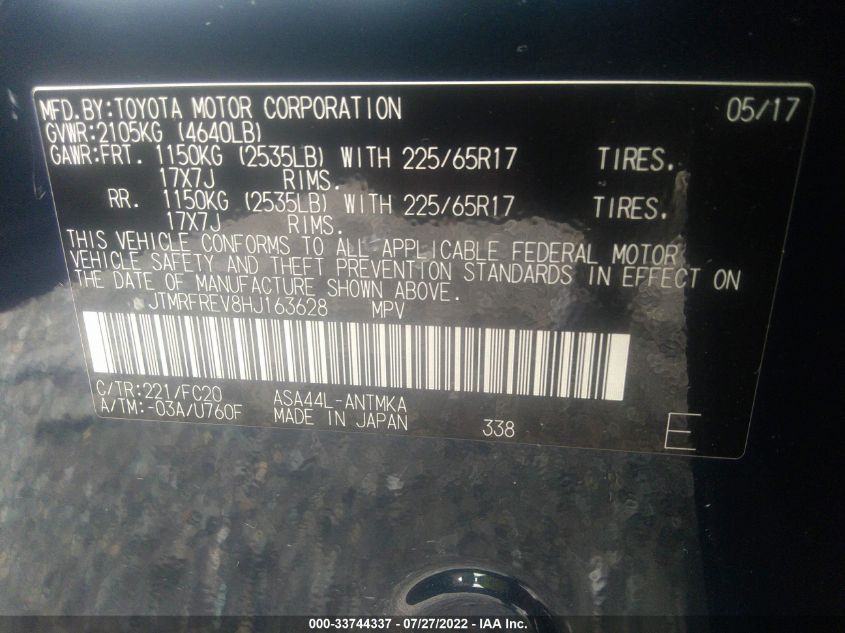 MFD.BY:TOYOTA MOTOR CORPORATION 05/17
GVWR:2105KG (4640LB)
GAWR:FRT. 1150KG (2535LB) WITH 225/65R17 TIRES.
17X7J RIMS.
RR. 1150KG (2535LB) WITH 225/65R17 TIRES.
17X7J RIMS.
THIS VEHICLE CONFORMS TO ALL APPLICABLE FEDERAL MOTOR
VEHICLE SAFETY AND THEFT PREVENTION STANDARDS IN EFFECT ON
THE DATE OF MANUFACTURE SHOWN ABOVE.
JTMRFREV8HJ163628 MPV
C/TR:221/FC20 ASA44L-ANTMKA
A/TM:-03A/U760F MADE IN JAPAN 338 E
000-33744337 - 07/27/2022 - IAA Inc.